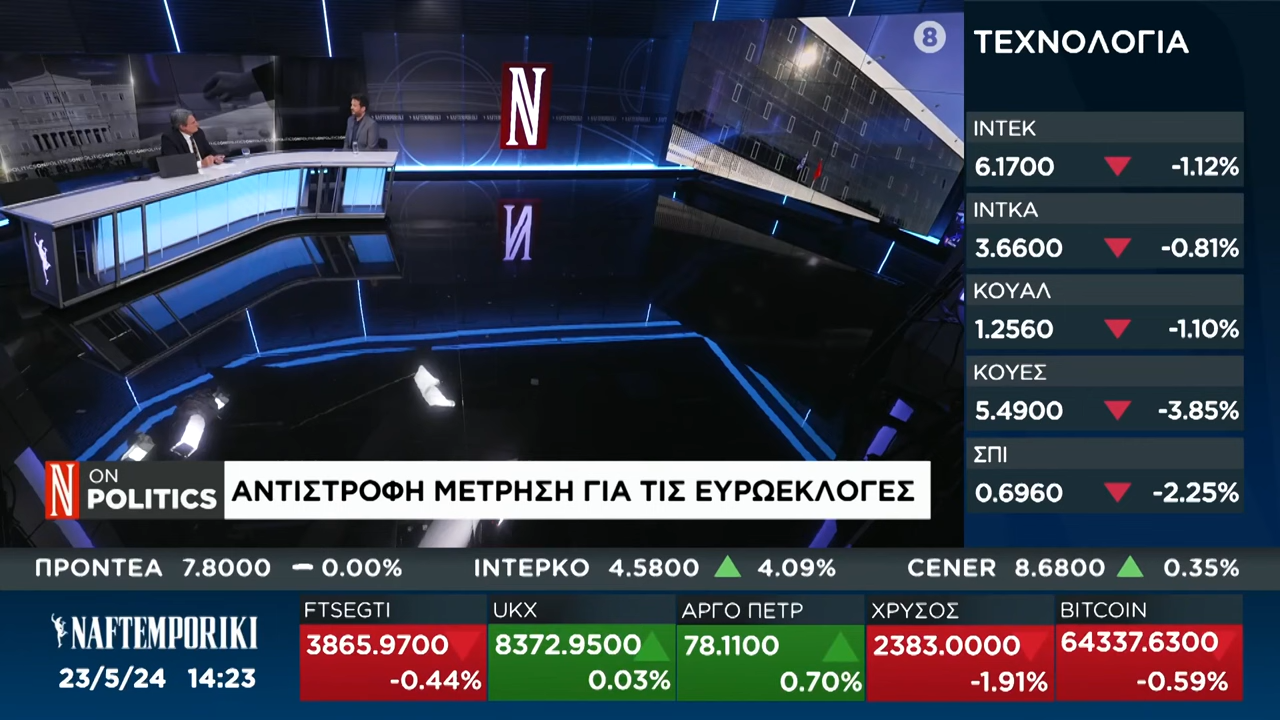 8
ΤΕΧΝΟΛΟΓΙΑ
ΙΝΤΕΚ
6.1700 -1.12%
ΙΝΤΚΑ
3.6600 -0.81%
ΚΟΥΑΛ
1.2560 -1.10%
ΚΟΥΕΣ
5.4900 -3.85%
ΣΠΙ
0.6960 -2.25%
N
N
N ON
POLITICS
ΑΝΤΙΣΤΡΟΦΗ ΜΕΤΡΗΣΗ ΓΙΑ ΤΙΣ ΕΥΡΩΕΚΛΟΓΕΣ
ΠΡΟΝΤΕΑ 7.8000 0.00% ΙΝΤΕΡΚΟ 4.5800 4.09% CENER 8.6800 0.35%
NAFTEMPORIKI
23/5/24 14:23
FTSEGTI
3865.9700
-0.44%
UKX
8372.9500
0.03%
ΑΡΓΟ ΠΕΤΡ
78.1100
0.70%
ΧΡΥΣΟΣ
2383.0000
-1.91%
BITCOIN
64337.6300
-0.59%